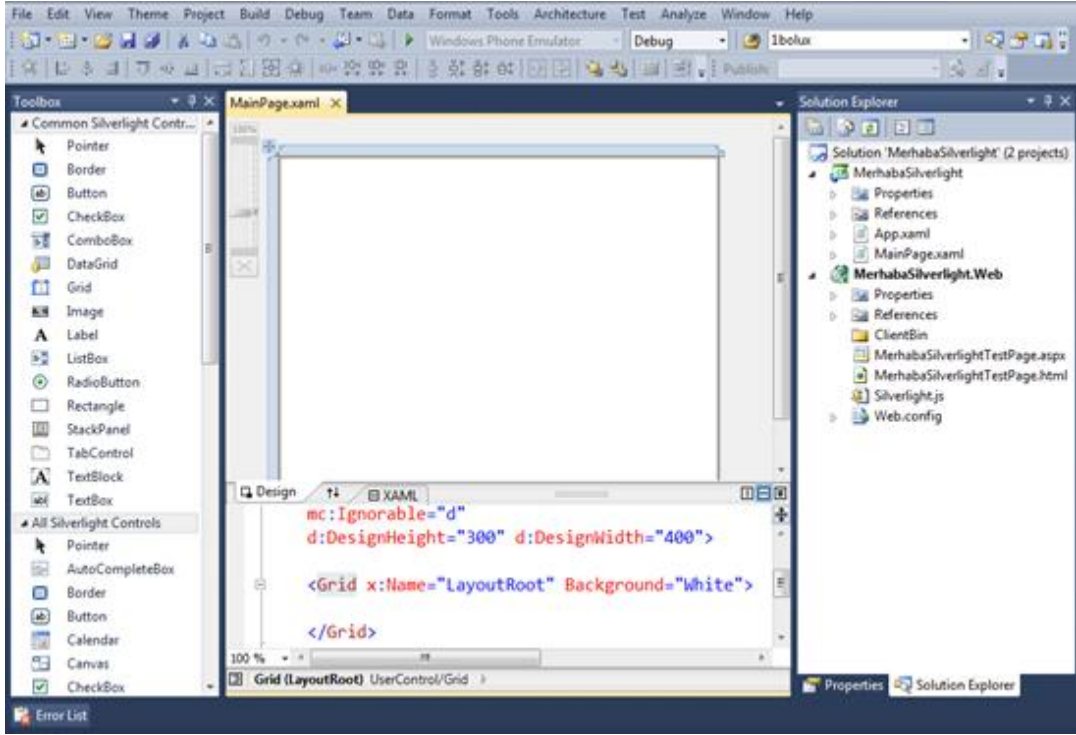 File Edit View Theme Project Build Debug Team Data Format Tools Architecture Test Analyze Window Help
Windows Phone Emulator Debug 1bolux
Publish:
Toolbox
Common Silverlight Contr...
Pointer
Border
Button
CheckBox
ComboBox
DataGrid
Grid
Image
Label
ListBox
RadioButton
Rectangle
StackPanel
TabControl
TextBlock
TextBox
All Silverlight Controls
Pointer
AutoCompleteBox
Border
Button
Calendar
Canvas
CheckBox
MainPage.xaml
100%
Design XAML
mc:Ignorable="d"
d:DesignHeight="300" d:DesignWidth="400">
<Grid x:Name="LayoutRoot" Background="White">
</Grid>
100 %
Grid (LayoutRoot) UserControl/Grid
Solution Explorer
Solution 'MerhabaSilverlight' (2 projects)
MerhabaSilverlight
Properties
References
App.xaml
MainPage.xaml
MerhabaSilverlight.Web
Properties
References
ClientBin
MerhabaSilverlightTestPage.aspx
MerhabaSilverlightTestPage.html
Silverlight.js
Web.config
Properties Solution Explorer
Error List